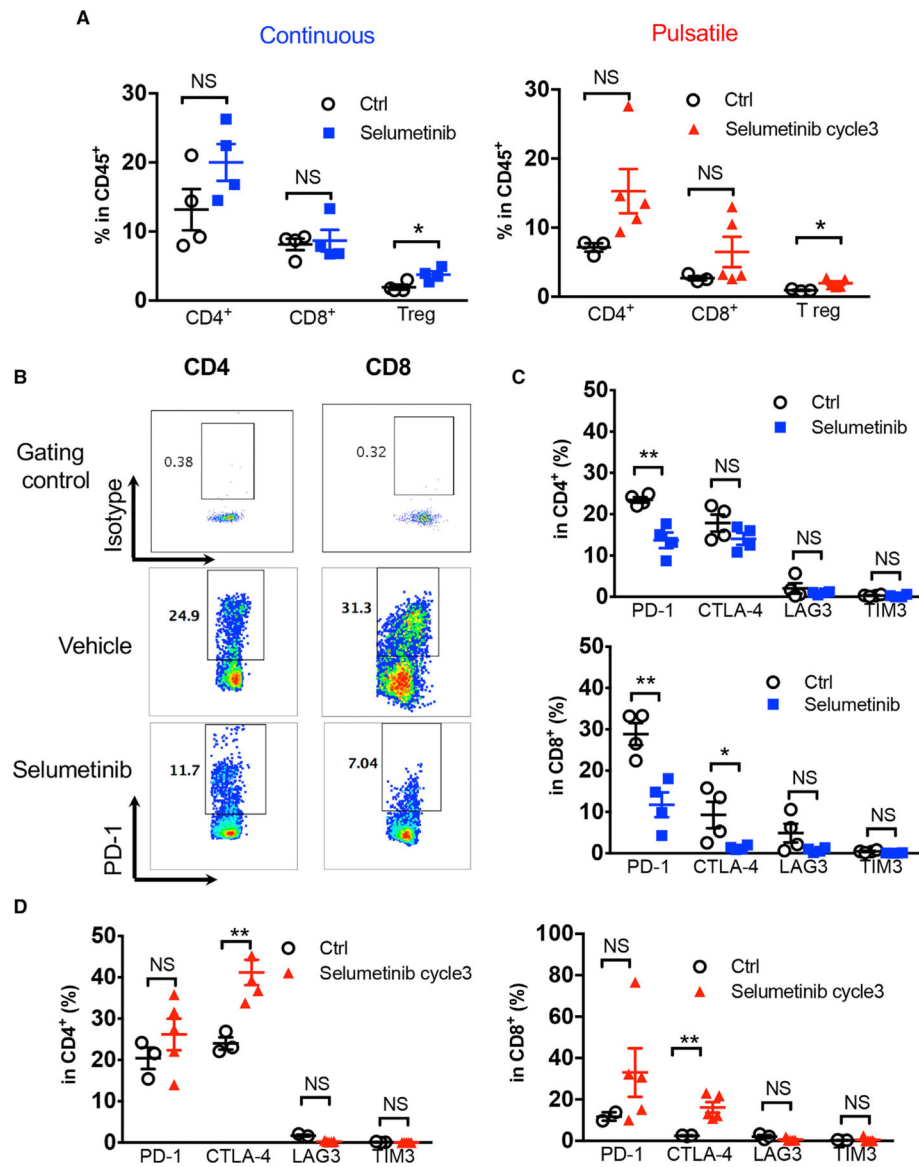 A
Continuous
Pulsatile
NS
Ctrl
Selumetinib
NS
*
30
20
10
0
% in CD45+
CD4+
CD8+
Treg
NS
Ctrl
Selumetinib cycle3
NS
*
30
20
10
0
% in CD45+
CD4+
CD8+
T reg
B
CD4
CD8
Gating
control
Isotype
0.38
0.32
Vehicle
24.9
31.3
Selumetinib
11.7
7.04
PD-1
C
50
40
30
20
10
0
in CD4+ (%)
Ctrl
Selumetinib
**
NS
NS
NS
PD-1
CTLA-4
LAG3
TIM3
50
40
30
20
10
0
in CD8+ (%)
Ctrl
Selumetinib
**
*
NS
NS
PD-1
CTLA-4
LAG3
TIM3
D
50
40
30
20
10
0
in CD4+ (%)
NS
**
Ctrl
Selumetinib cycle3
NS
NS
PD-1
CTLA-4
LAG3
TIM3
100
80
60
40
20
0
in CD8+ (%)
NS
Ctrl
Selumetinib cycle3
**
NS
NS
PD-1
CTLA-4
LAG3
TIM3